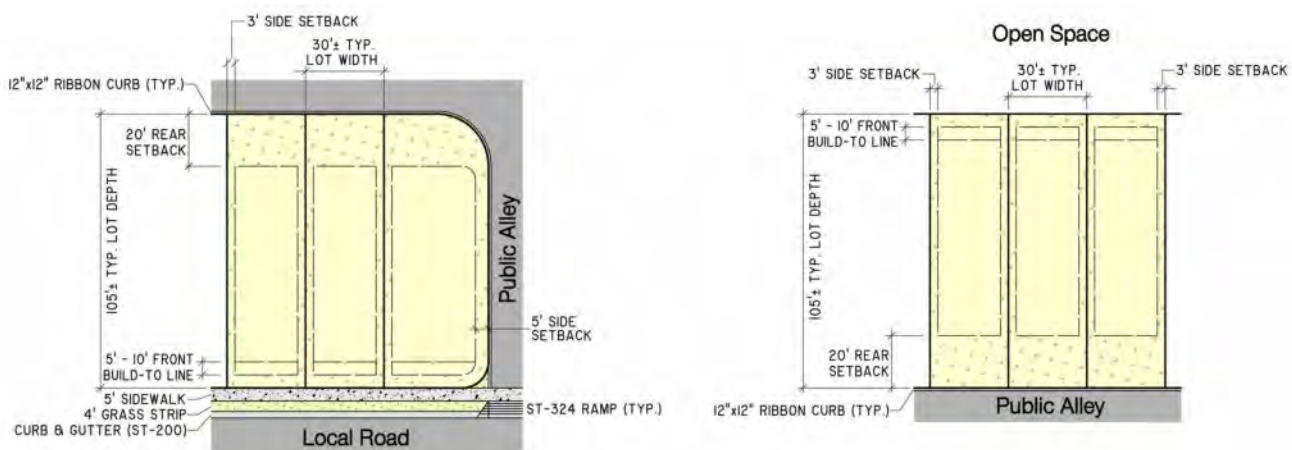 3' SIDE SETBACK
30'± TYP.
LOT WIDTH
12"x12" RIBBON CURB (TYP.)
20' REAR
SETBACK
105'± TYP. LOT DEPTH
Public Alley
5' SIDE
SETBACK
5' - 10' FRONT
BUILD-TO LINE
5' SIDEWALK
4' GRASS STRIP
CURB & GUTTER (ST-200)
ST-324 RAMP (TYP.)
Local Road
Open Space
3' SIDE SETBACK
30'± TYP.
LOT WIDTH
3' SIDE SETBACK
5' - 10' FRONT
BUILD-TO LINE
105'± TYP. LOT DEPTH
20' REAR
SETBACK
12"x12" RIBBON CURB (TYP.)
Public Alley